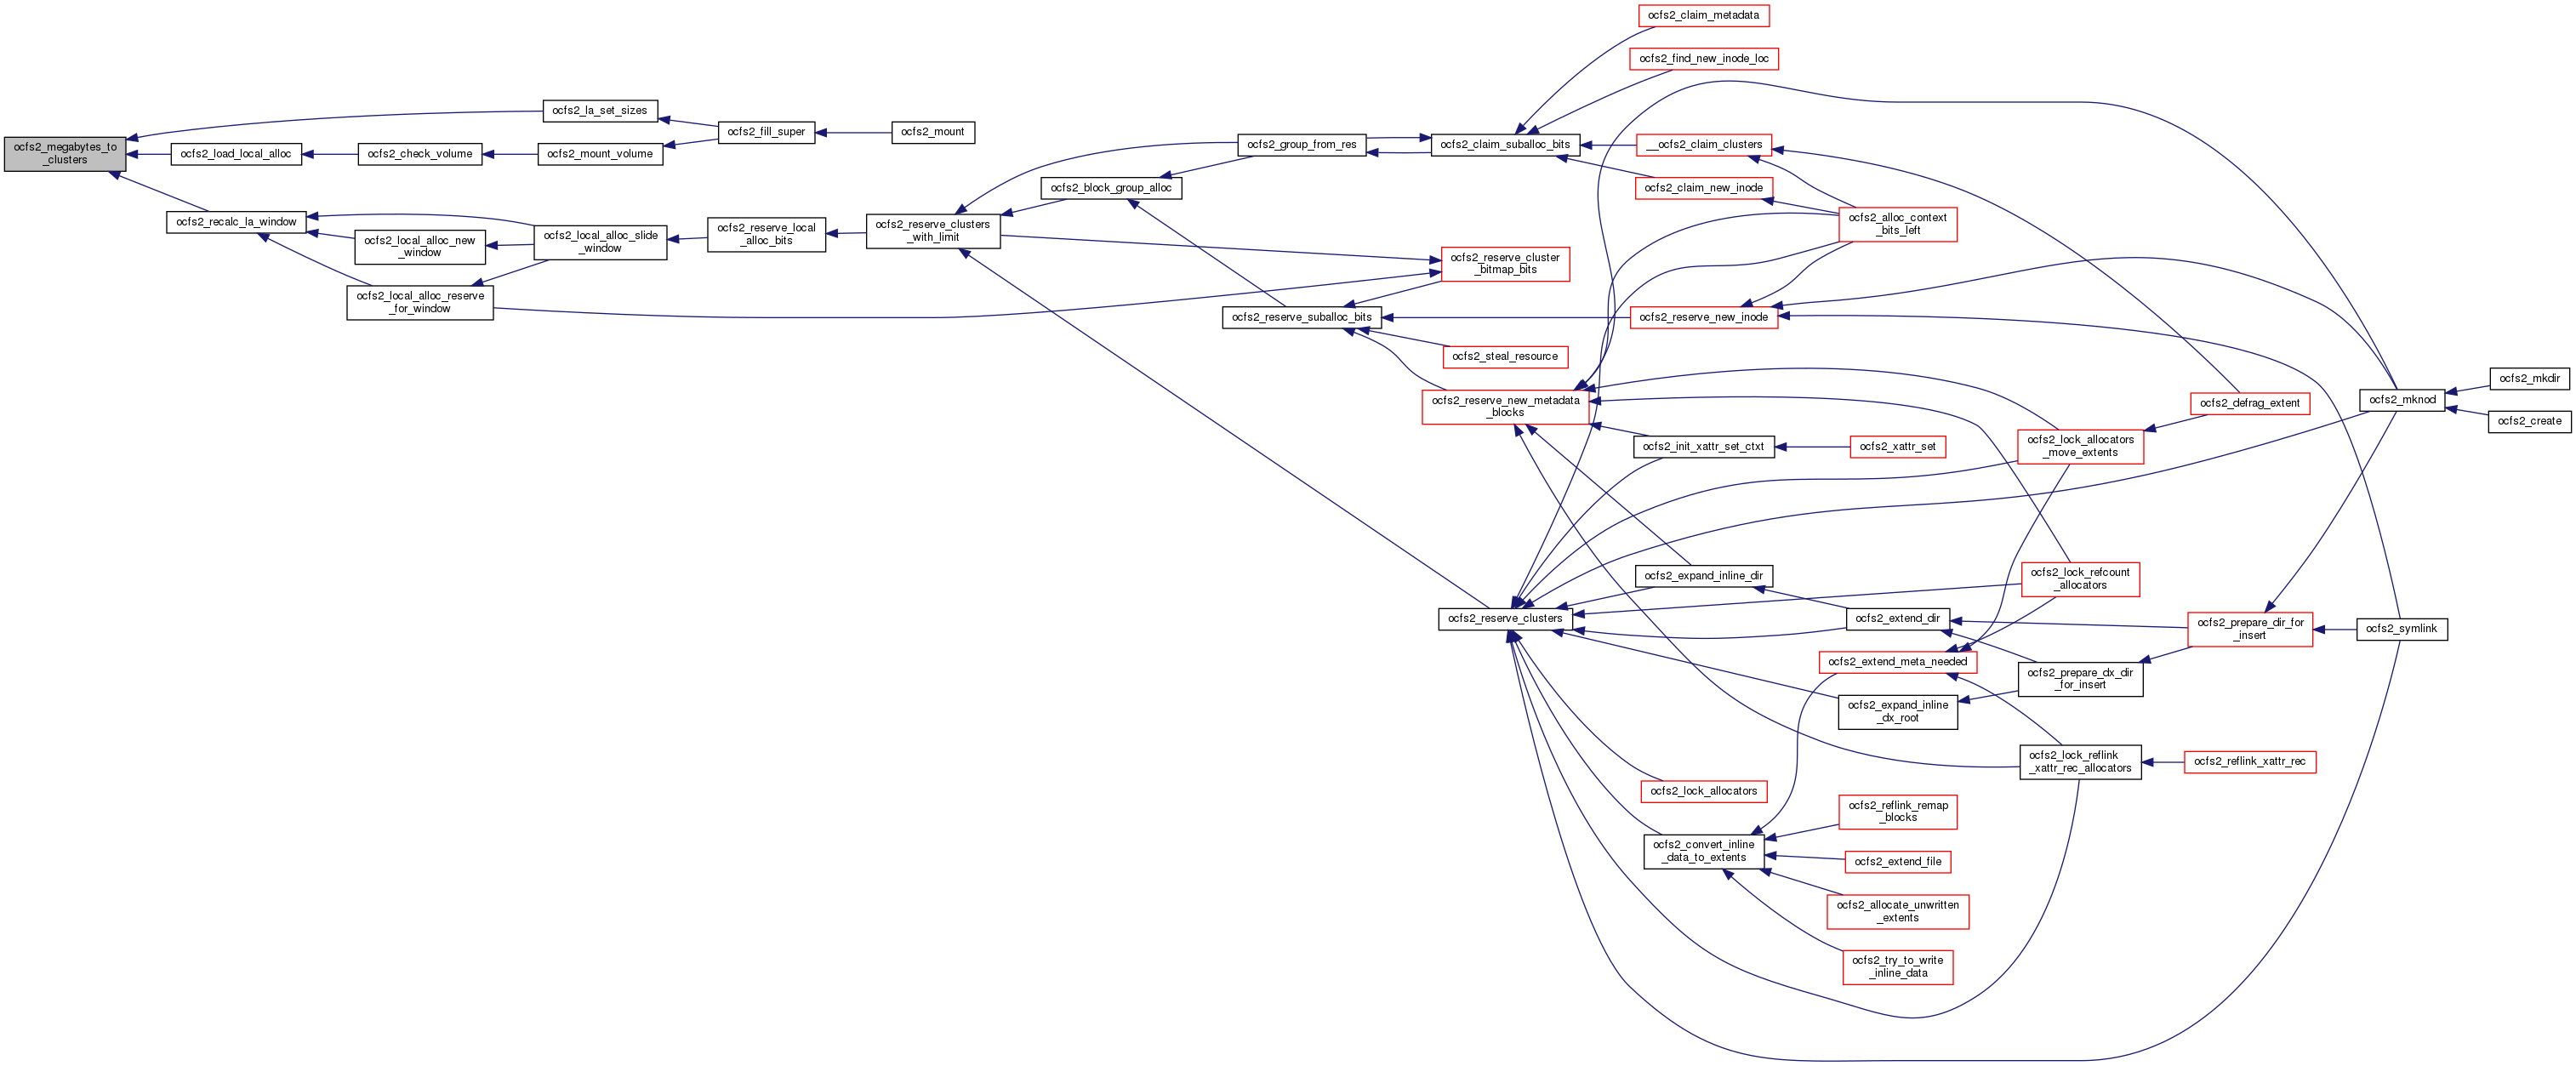 ocfs2_megabytes_to
_clusters
ocfs2_la_set_sizes
ocfs2_load_local_alloc
ocfs2_check_volume
ocfs2_mount_volume
ocfs2_fill_super
ocfs2_mount
ocfs2_recalc_la_window
ocfs2_local_alloc_new
_window
ocfs2_local_alloc_reserve
_for_window
ocfs2_local_alloc_slide
_window
ocfs2_reserve_local
_alloc_bits
ocfs2_reserve_clusters
_with_limit
ocfs2_block_group_alloc
ocfs2_group_from_res
ocfs2_claim_suballoc_bits
ocfs2_claim_metadata
ocfs2_find_new_inode_loc
__ocfs2_claim_clusters
ocfs2_claim_new_inode
ocfs2_alloc_context
_bits_left
ocfs2_reserve_cluster
_bitmap_bits
ocfs2_reserve_suballoc_bits
ocfs2_reserve_new_inode
ocfs2_steal_resource
ocfs2_reserve_new_metadata
_blocks
ocfs2_init_xattr_set_ctxt
ocfs2_xattr_set
ocfs2_lock_allocators
_move_extents
ocfs2_defrag_extent
ocfs2_mknod
ocfs2_mkdir
ocfs2_create
ocfs2_expand_inline_dir
ocfs2_reserve_clusters
ocfs2_extend_dir
ocfs2_lock_refcount
_allocators
ocfs2_prepare_dir_for
_insert
ocfs2_symlink
ocfs2_extend_meta_needed
ocfs2_prepare_dx_dir
_for_insert
ocfs2_expand_inline
_dx_root
ocfs2_lock_reflink
_xattr_rec_allocators
ocfs2_reflink_xattr_rec
ocfs2_lock_allocators
ocfs2_convert_inline
_data_to_extents
ocfs2_reflink_remap
_blocks
ocfs2_extend_file
ocfs2_allocate_unwritten
_extents
ocfs2_try_to_write
_inline_data